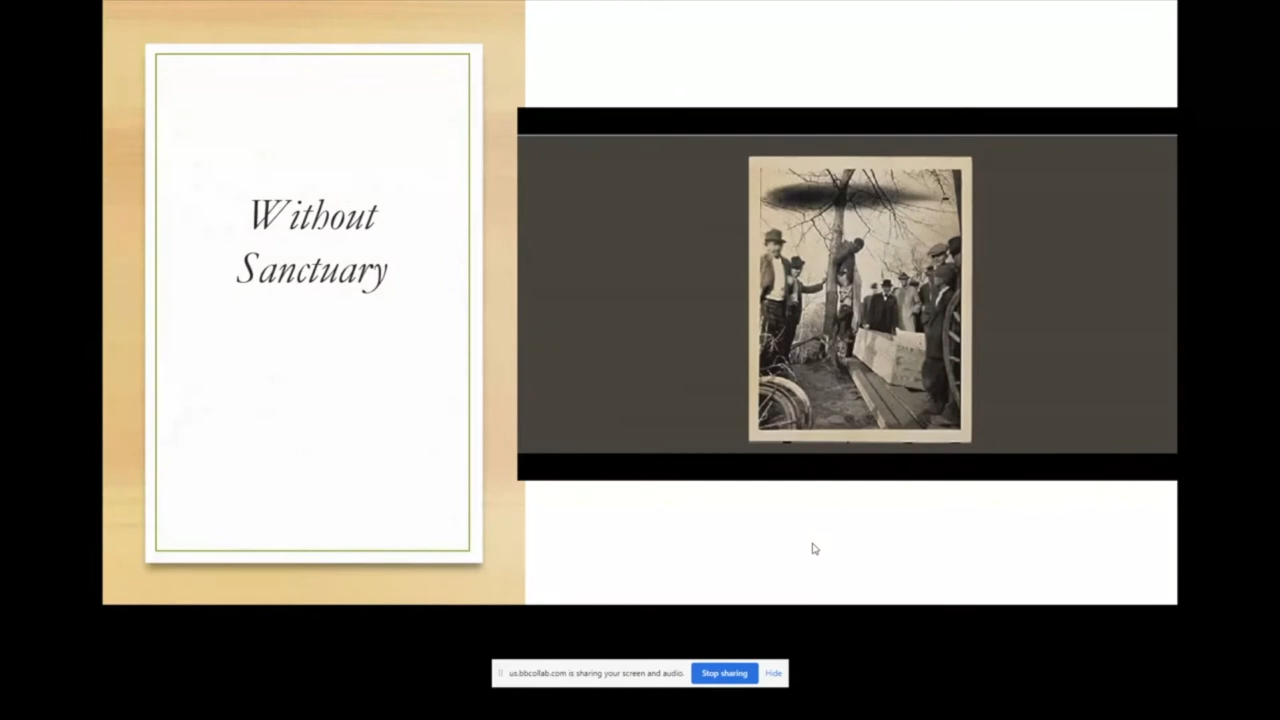 Without
Sanctuary
us.bbcollab.com is sharing your screen and audio.
Stop sharing
Hide